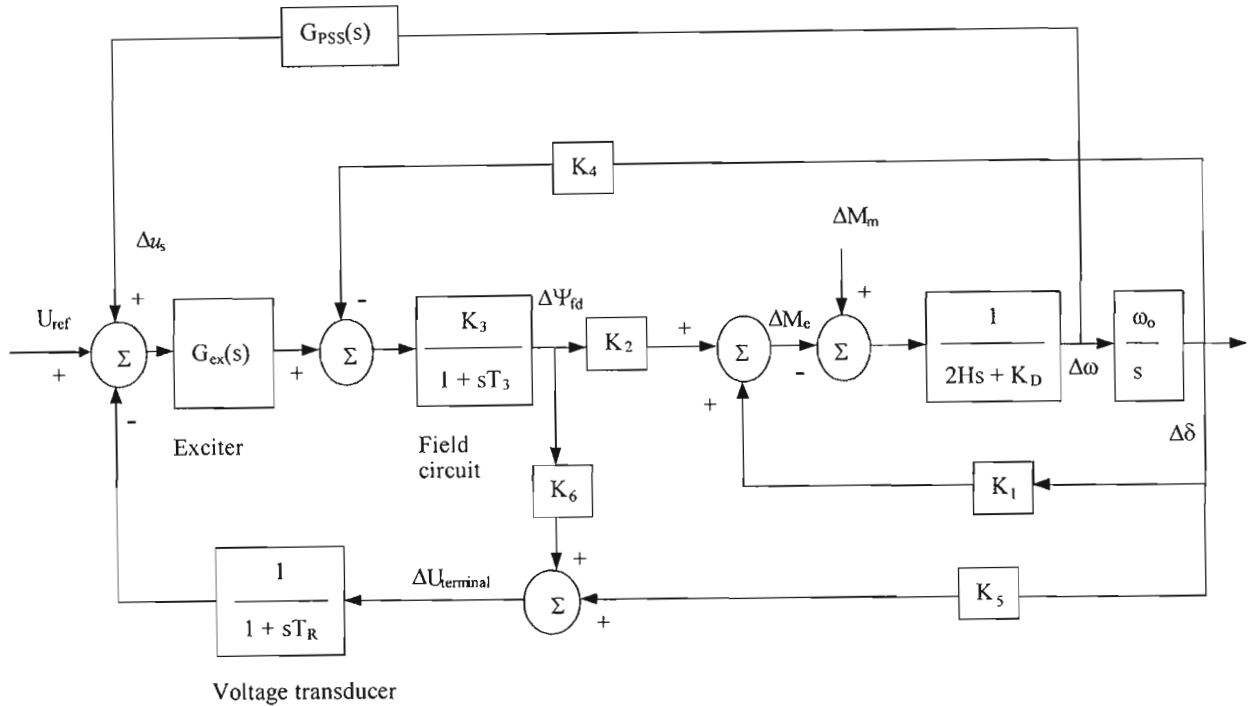 G_PSS(s)
K_4
ΔM_m
Δu_s
+
-
+
U_ref
ΔΨ_fd
K_3
1 + sT_3
ΔM_e
1
2Hs + K_D
ω_o
s
Σ
G_ex(s)
Σ
K_2
+
Σ
Σ
Δω
+
+
-
-
+
Δδ
Exciter
Field
circuit
K_6
K_1
1
1 + sT_R
ΔU_terminal
+
Σ
+
K_5
Voltage transducer